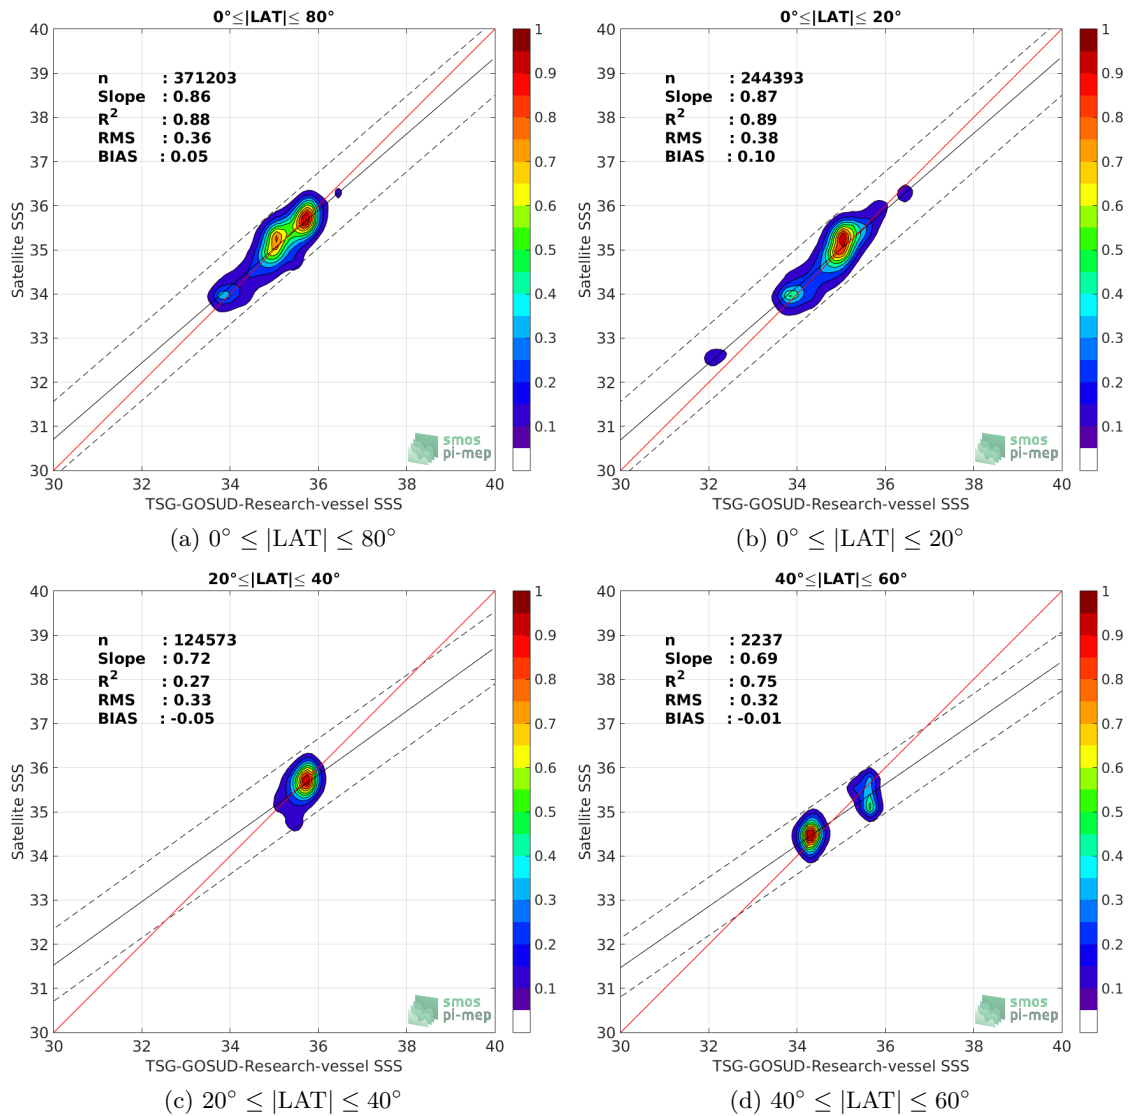 0°≤|LAT|≤ 80°
n : 371203
Slope : 0.86
R² : 0.88
RMS : 0.36
BIAS : 0.05
Satellite SSS
40
39
38
37
36
35
34
33
32
31
30
30 32 34 36 38 40
TSG-GOSUD-Research-vessel SSS
1
0.9
0.8
0.7
0.6
0.5
0.4
0.3
0.2
0.1
smos
pi-mep
(a) 0° ≤ |LAT| ≤ 80°
0°≤|LAT|≤ 20°
n : 244393
Slope : 0.87
R² : 0.89
RMS : 0.38
BIAS : 0.10
Satellite SSS
40
39
38
37
36
35
34
33
32
31
30
30 32 34 36 38 40
TSG-GOSUD-Research-vessel SSS
1
0.9
0.8
0.7
0.6
0.5
0.4
0.3
0.2
0.1
smos
pi-mep
(b) 0° ≤ |LAT| ≤ 20°
20°≤|LAT|≤ 40°
n : 124573
Slope : 0.72
R² : 0.27
RMS : 0.33
BIAS : -0.05
Satellite SSS
40
39
38
37
36
35
34
33
32
31
30
30 32 34 36 38 40
TSG-GOSUD-Research-vessel SSS
1
0.9
0.8
0.7
0.6
0.5
0.4
0.3
0.2
0.1
smos
pi-mep
(c) 20° ≤ |LAT| ≤ 40°
40°≤|LAT|≤ 60°
n : 2237
Slope : 0.69
R² : 0.75
RMS : 0.32
BIAS : -0.01
Satellite SSS
40
39
38
37
36
35
34
33
32
31
30
30 32 34 36 38 40
TSG-GOSUD-Research-vessel SSS
1
0.9
0.8
0.7
0.6
0.5
0.4
0.3
0.2
0.1
smos
pi-mep
(d) 40° ≤ |LAT| ≤ 60°